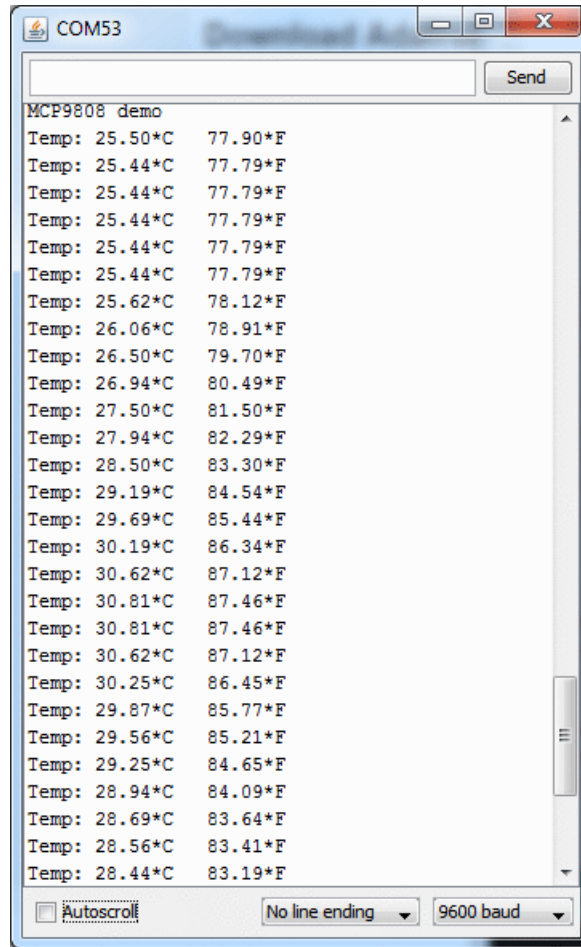 COM53
Send
MCP9808 demo
Temp: 25.50*C   77.90*F
Temp: 25.44*C   77.79*F
Temp: 25.44*C   77.79*F
Temp: 25.44*C   77.79*F
Temp: 25.44*C   77.79*F
Temp: 25.44*C   77.79*F
Temp: 25.62*C   78.12*F
Temp: 26.06*C   78.91*F
Temp: 26.50*C   79.70*F
Temp: 26.94*C   80.49*F
Temp: 27.50*C   81.50*F
Temp: 27.94*C   82.29*F
Temp: 28.50*C   83.30*F
Temp: 29.19*C   84.54*F
Temp: 29.69*C   85.44*F
Temp: 30.19*C   86.34*F
Temp: 30.62*C   87.12*F
Temp: 30.81*C   87.46*F
Temp: 30.81*C   87.46*F
Temp: 30.62*C   87.12*F
Temp: 30.25*C   86.45*F
Temp: 29.87*C   85.77*F
Temp: 29.56*C   85.21*F
Temp: 29.25*C   84.65*F
Temp: 28.94*C   84.09*F
Temp: 28.69*C   83.64*F
Temp: 28.56*C   83.41*F
Temp: 28.44*C   83.19*F
Autoscroll No line ending 9600 baud